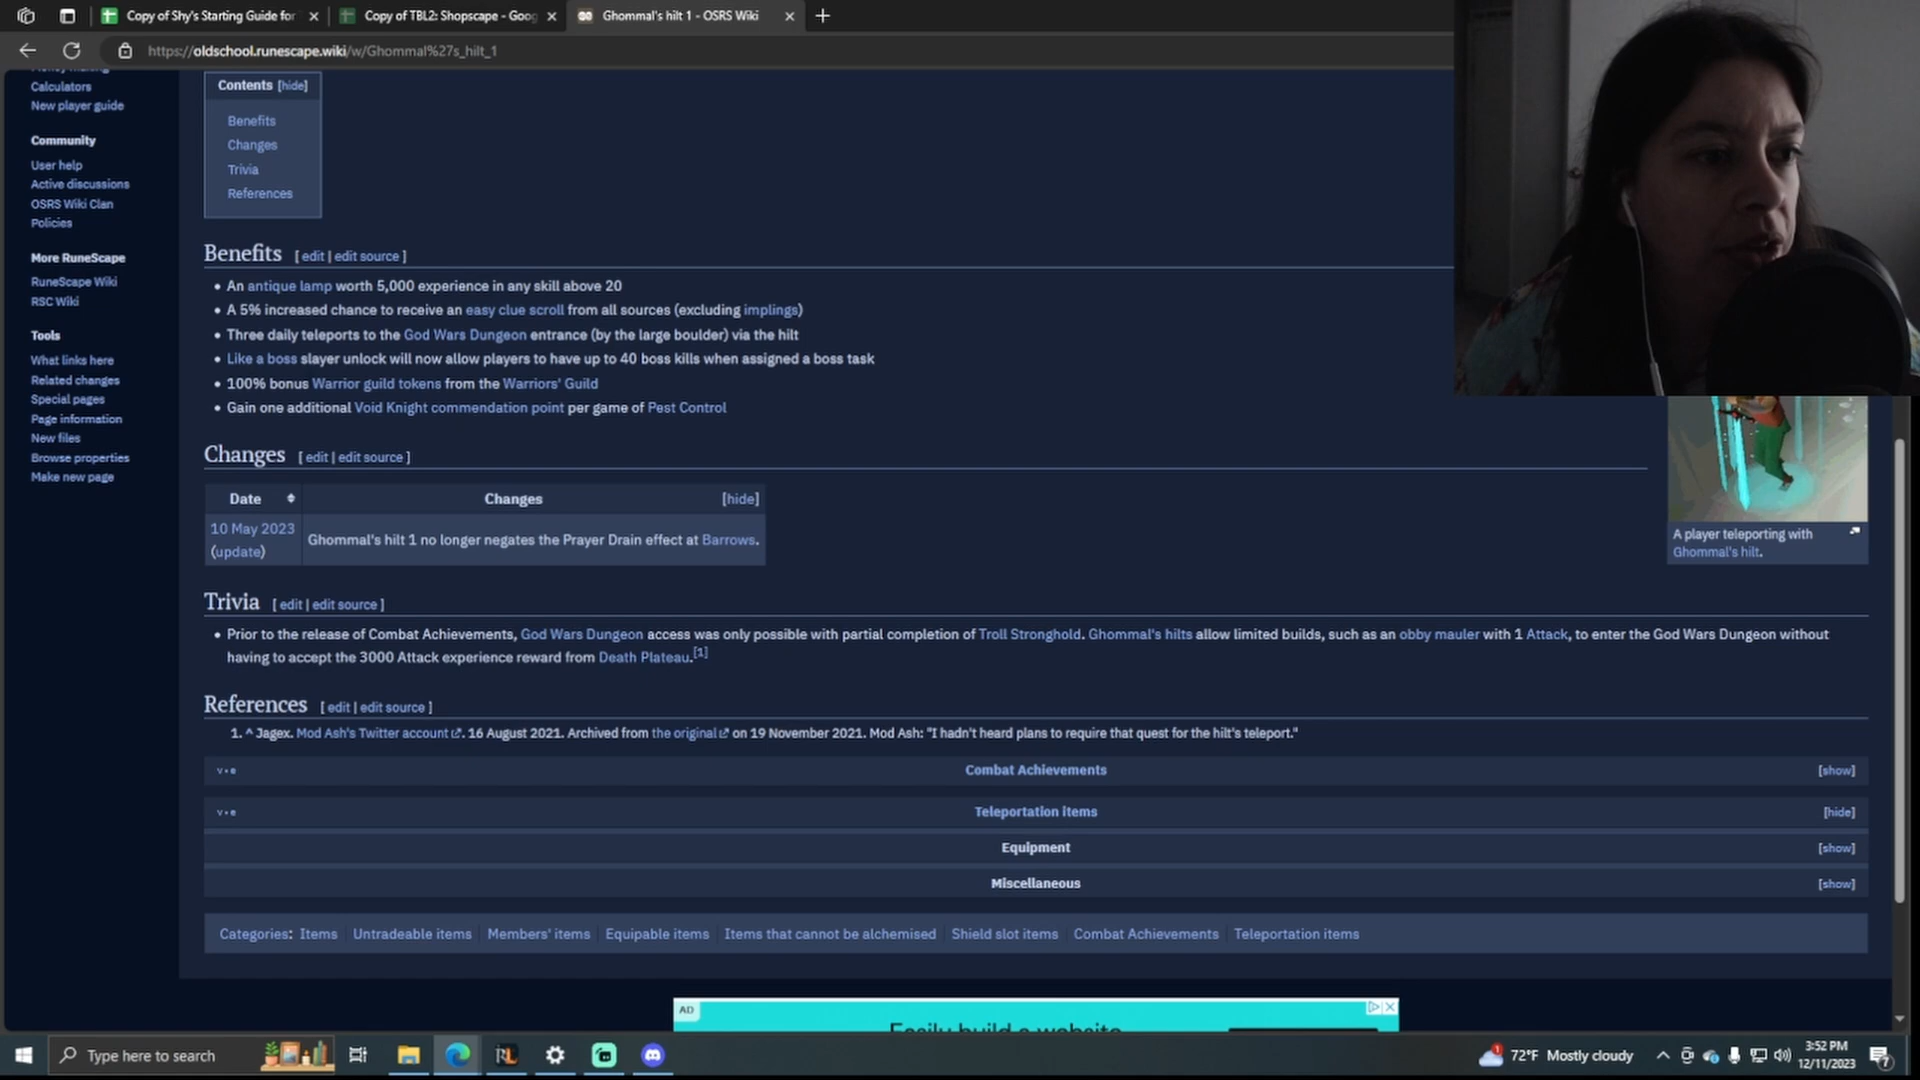 Copy of Shy's Starting Guide for
Copy of TBL2: Shopscape - Goog
Ghommal's hilt 1 - OSRS Wiki
https://oldschool.runescape.wiki/w/Ghommal%27s_hilt_1
Calculators
New player guide
Community
User help
Active discussions
OSRS Wiki Clan
Policies
More RuneScape
RuneScape Wiki
RSC Wiki
Tools
What links here
Related changes
Special pages
Page information
New files
Browse properties
Make new page
Contents [hide]
Benefits
Changes
Trivia
References
Benefits [ edit | edit source ]
• An antique lamp worth 5,000 experience in any skill above 20
• A 5% increased chance to receive an easy clue scroll from all sources (excluding implings)
• Three daily teleports to the God Wars Dungeon entrance (by the large boulder) via the hilt
• Like a boss slayer unlock will now allow players to have up to 40 boss kills when assigned a boss task
• 100% bonus Warrior guild tokens from the Warriors' Guild
• Gain one additional Void Knight commendation point per game of Pest Control
Changes [ edit | edit source ]
Date Changes [hide]
10 May 2023
(update)
Ghommal's hilt 1 no longer negates the Prayer Drain effect at Barrows.
A player teleporting with
Ghommal's hilt.
Trivia [ edit | edit source ]
• Prior to the release of Combat Achievements, God Wars Dungeon access was only possible with partial completion of Troll Stronghold. Ghommal's hilts allow limited builds, such as an obby mauler with 1 Attack, to enter the God Wars Dungeon without
having to accept the 3000 Attack experience reward from Death Plateau.[1]
References [ edit | edit source ]
1. ^ Jagex. Mod Ash's Twitter account. 16 August 2021. Archived from the original on 19 November 2021. Mod Ash: "I hadn't heard plans to require that quest for the hilt's teleport."
v • e Combat Achievements [show]
v • e Teleportation items [hide]
Equipment [show]
Miscellaneous [show]
Categories: Items Untradeable items Members' items Equipable items Items that cannot be alchemised Shield slot items Combat Achievements Teleportation items
AD
Easily build a website
Type here to search
72°F Mostly cloudy
3:52 PM
12/11/2023